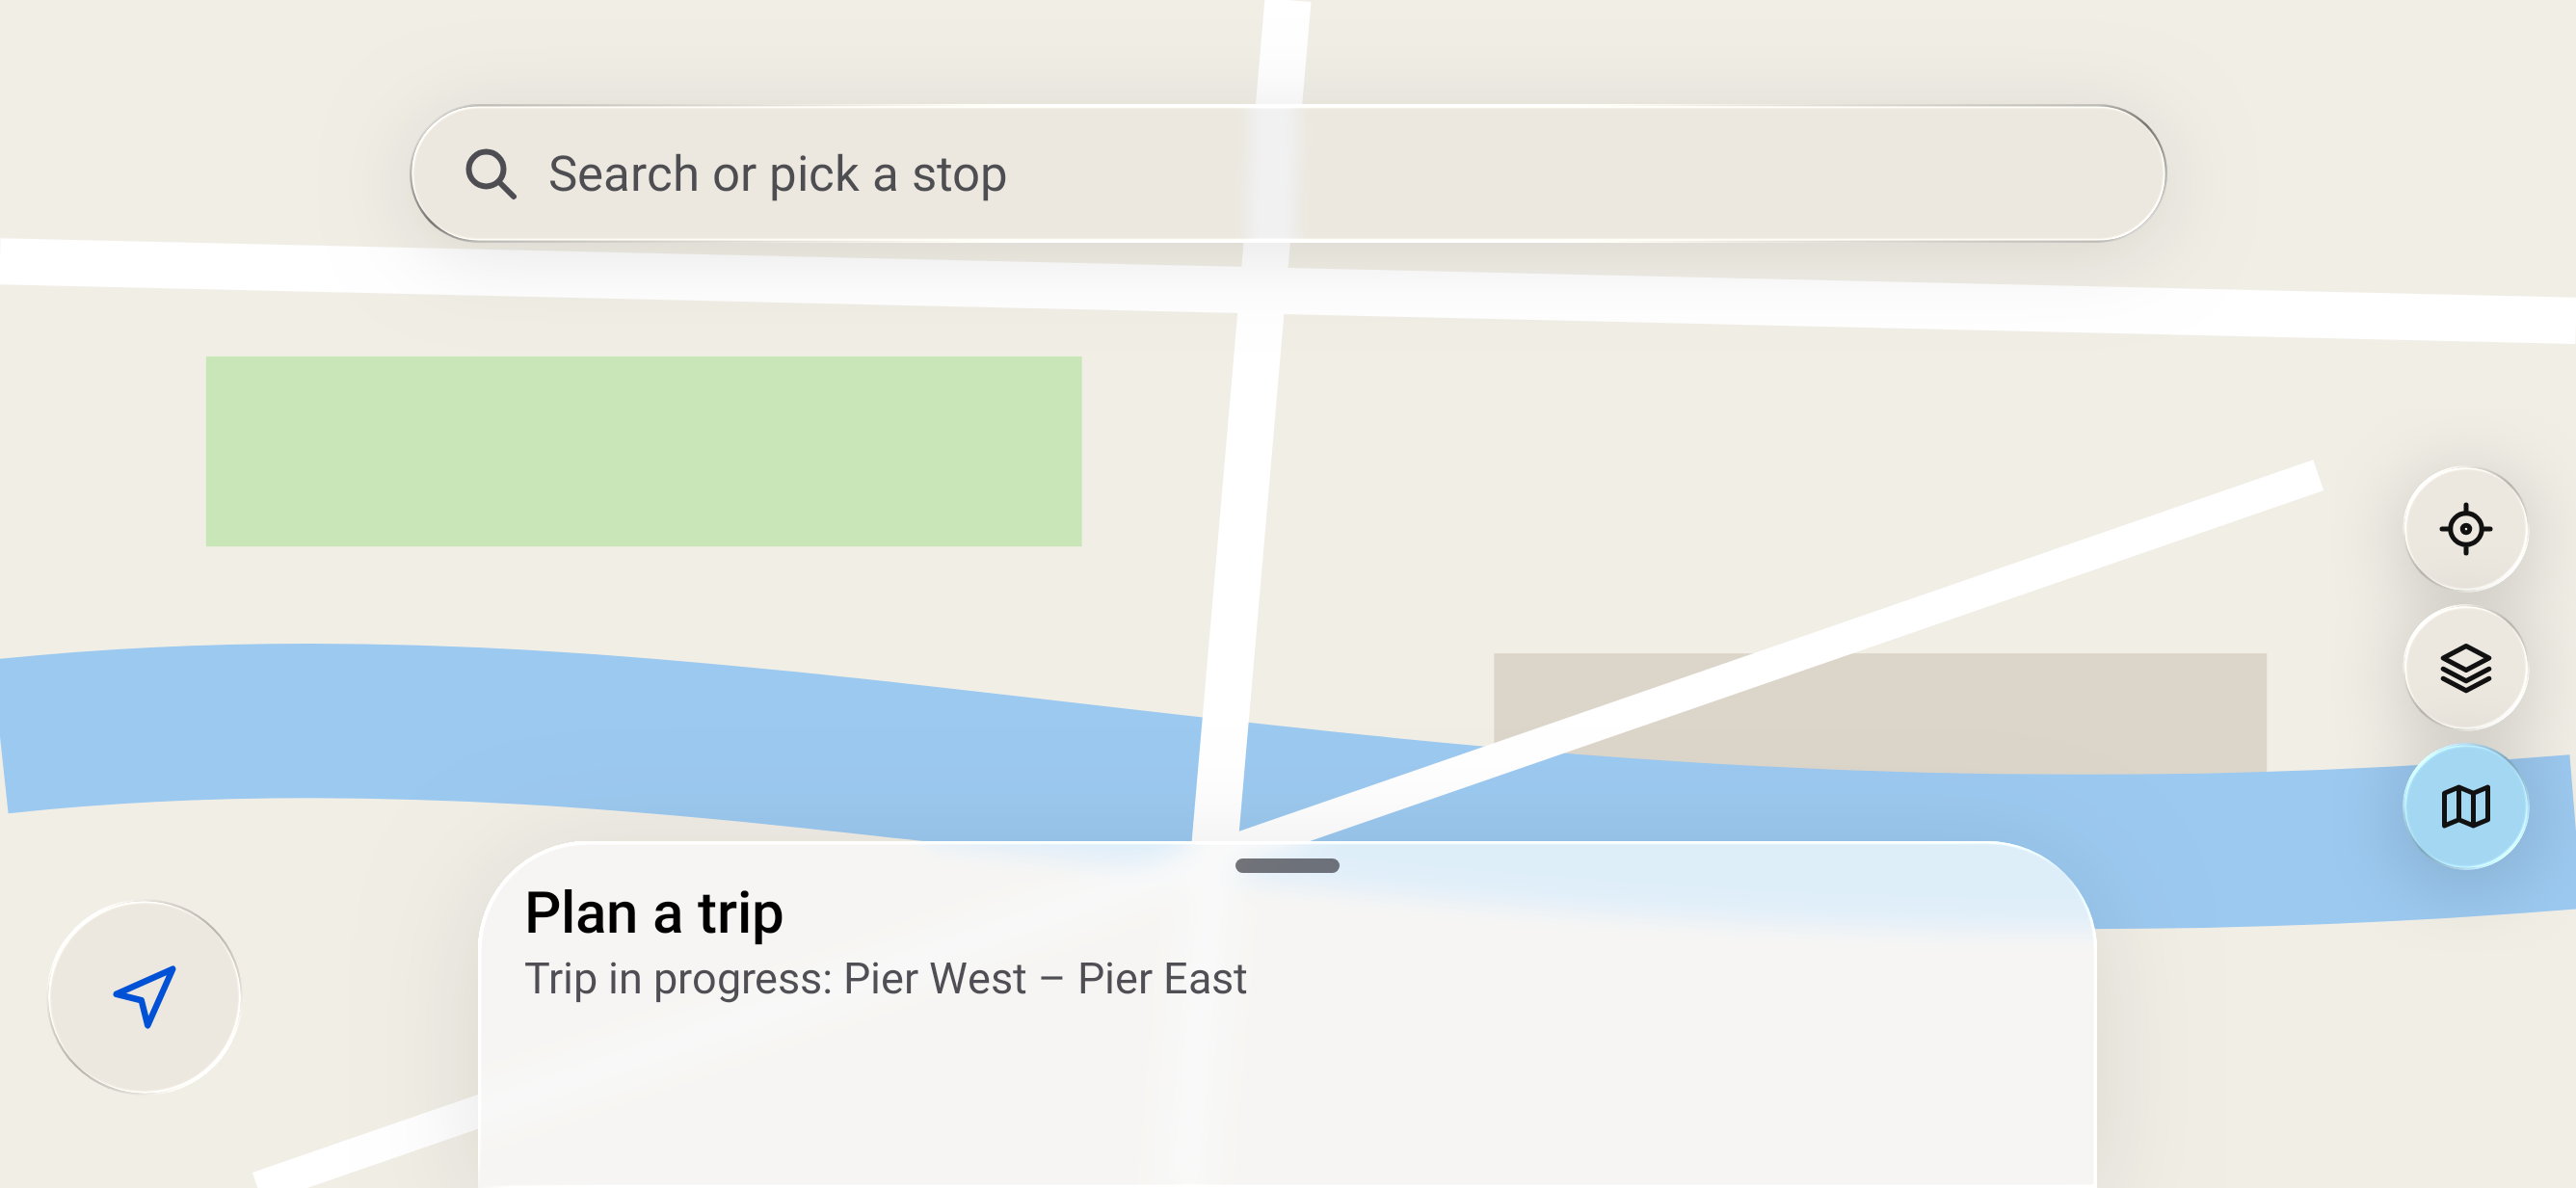 Search or pick a stop
Plan a trip
Trip in progress: Pier West – Pier East